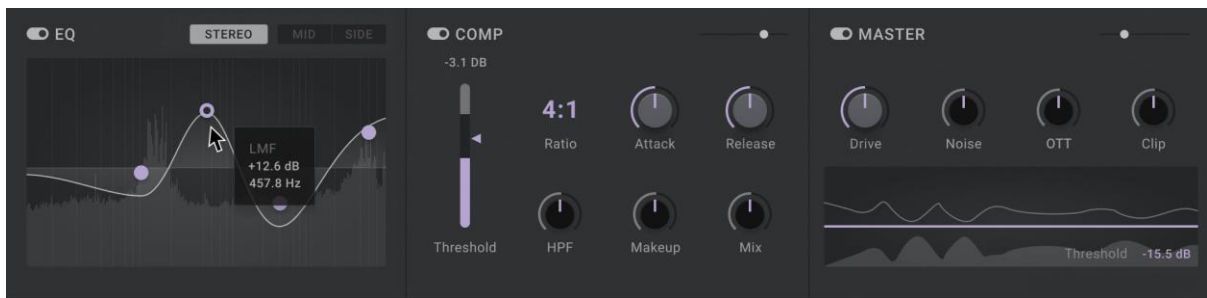 EQ
STEREO
MID
SIDE
LMF
+12.6 dB
457.8 Hz
COMP
-3.1 DB
Threshold
4:1
Ratio
Attack
Release
HPF
Makeup
Mix
MASTER
Drive
Noise
OTT
Clip
Threshold -15.5 dB